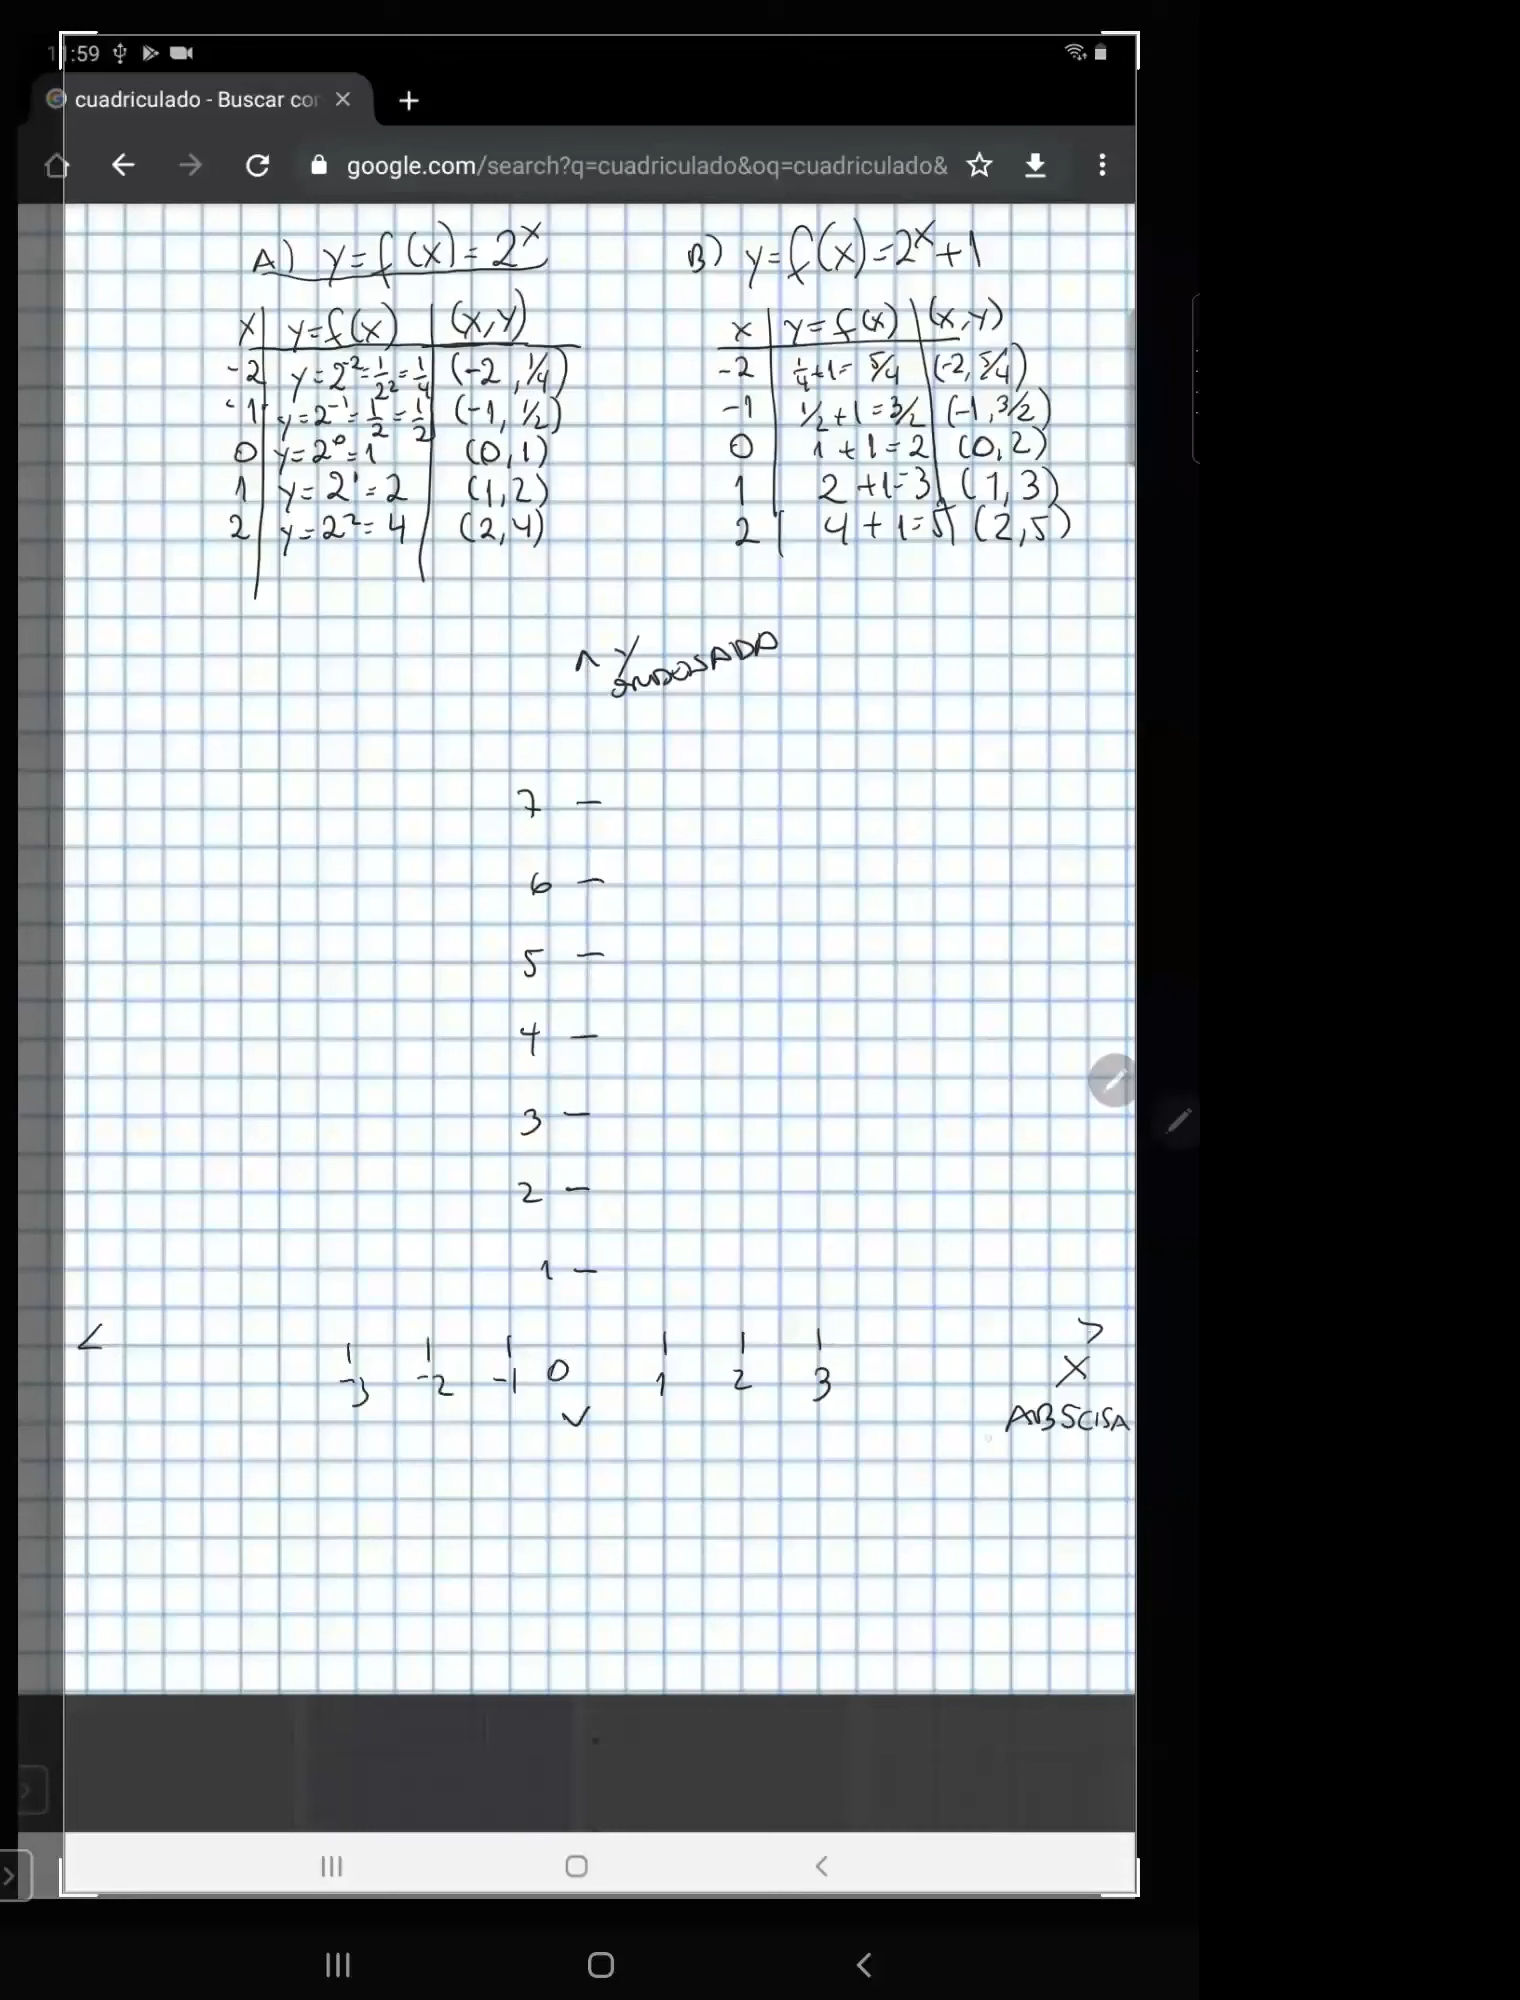 11:59
cuadriculado - Buscar con
google.com/search?q=cuadriculado&oq=cuadriculado&
A) y=f(x)=2^x
x | y=f(x) | (x,y)
-2 | y=2^-2=1/2^2=1/4 | (-2,1/4)
-1 | y=2^-1=1/2=1/2 | (-1,1/2)
0 | y=2^0=1 | (0,1)
1 | y=2^1=2 | (1,2)
2 | y=2^2=4 | (2,4)
B) y=f(x)=2^x+1
x | y=f(x) | (x,y)
-2 | 1/4+1=5/4 | (-2,5/4)
-1 | 1/2+1=3/2 | (-1,3/2)
0 | 1+1=2 | (0,2)
1 | 2+1=3 | (1,3)
2 | 4+1=5 | (2,5)
y
7
6
5
4
3
2
1
-3 -2 -1 0 1 2 3
X
ABSCISA